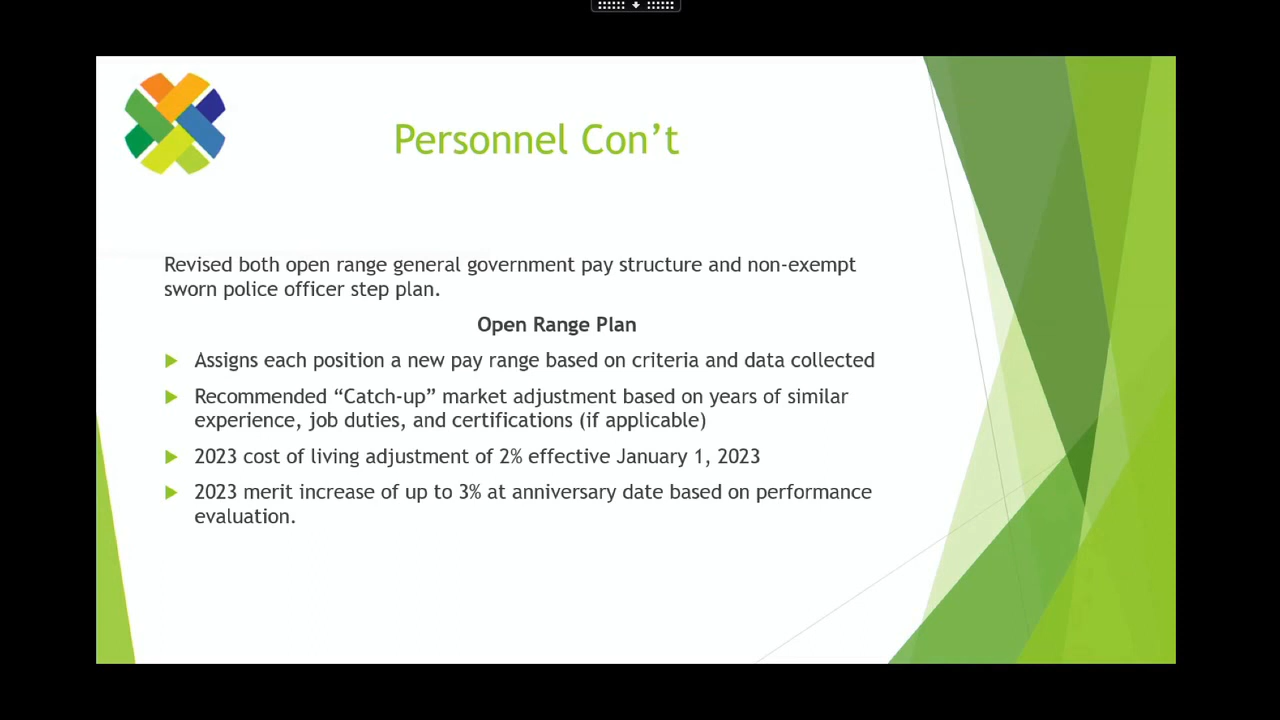 Personnel Con’t
Revised both open range general government pay structure and non-exempt
sworn police officer step plan.
Open Range Plan
Assigns each position a new pay range based on criteria and data collected
Recommended “Catch-up” market adjustment based on years of similar
experience, job duties, and certifications (if applicable)
2023 cost of living adjustment of 2% effective January 1, 2023
2023 merit increase of up to 3% at anniversary date based on performance
evaluation.